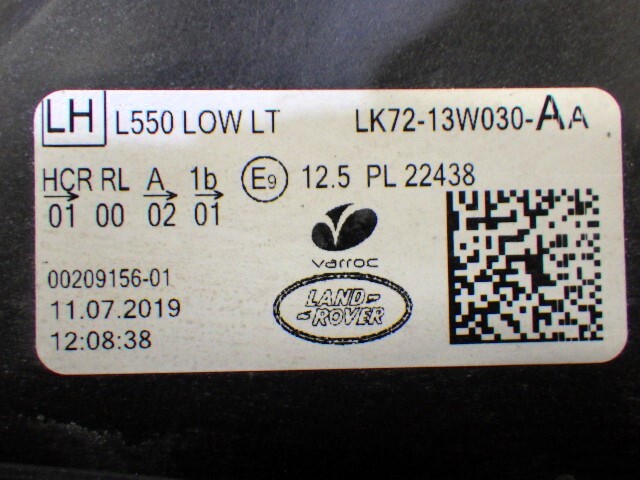 LH L550 LOW LT LK72-13W030-AA
HCR RL A 1b E9 12.5 PL 22438
01 00 02 01
varroc
00209156-01
LAND-
-ROVER
11.07.2019
12:08:38